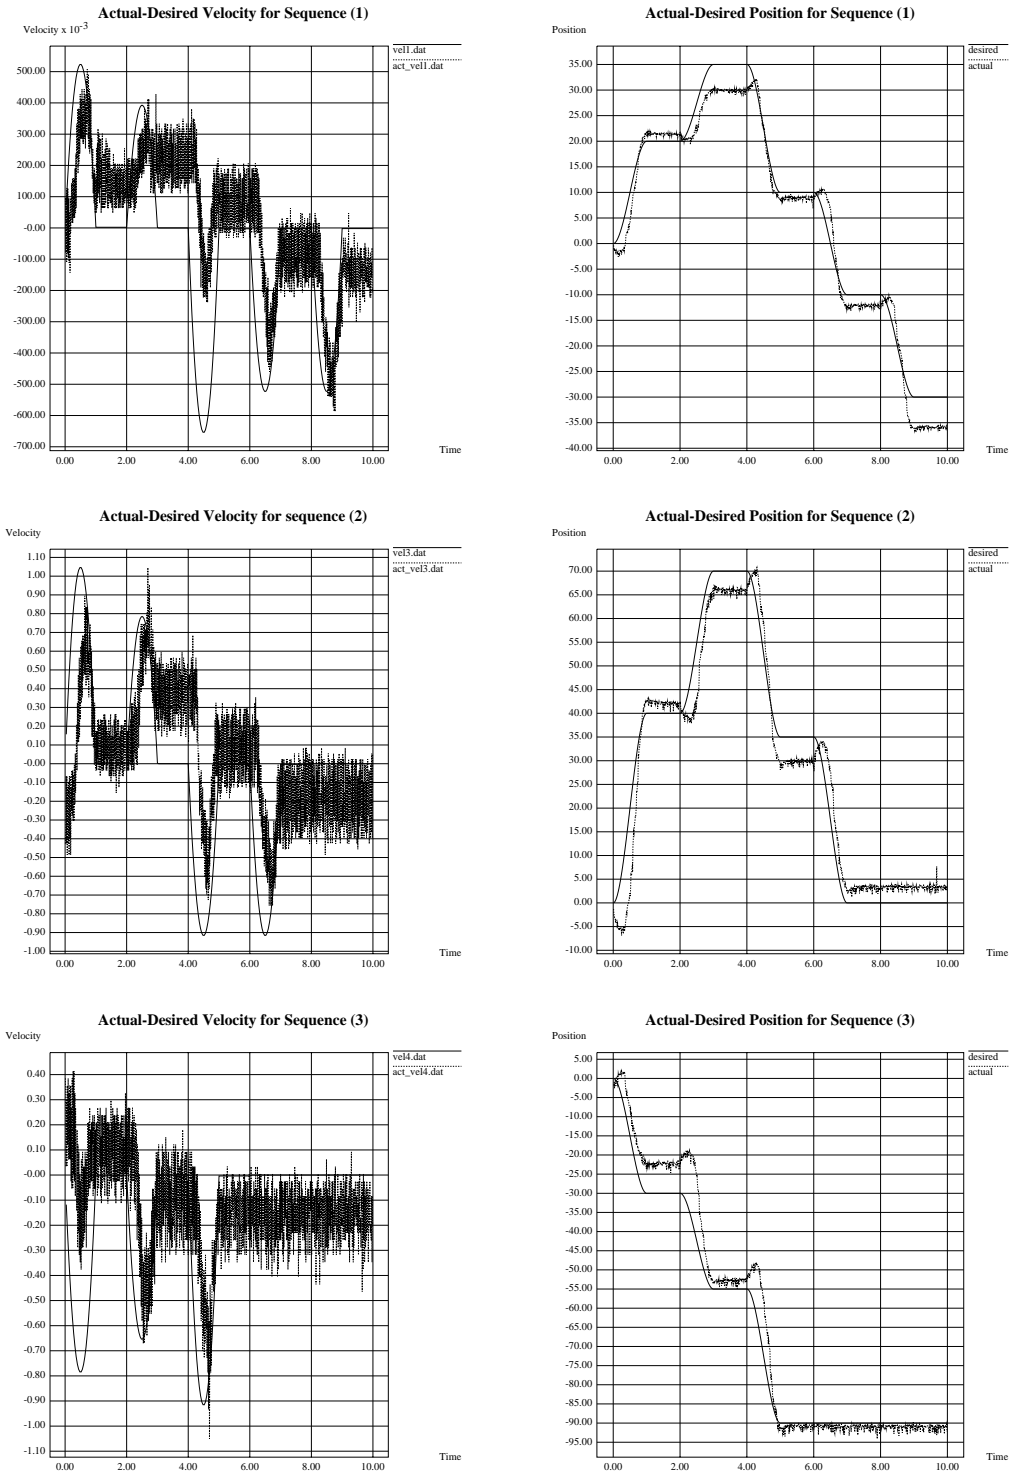 Actual-Desired Velocity for Sequence (1)
Velocity x 10-3
vel1.dat
act_vel1.dat
500.00
400.00
300.00
200.00
100.00
-0.00
-100.00
-200.00
-300.00
-400.00
-500.00
-600.00
-700.00
Time
0.00 2.00 4.00 6.00 8.00 10.00
Actual-Desired Position for Sequence (1)
Position
desired
actual
35.00
30.00
25.00
20.00
15.00
10.00
5.00
0.00
-5.00
-10.00
-15.00
-20.00
-25.00
-30.00
-35.00
-40.00
Time
0.00 2.00 4.00 6.00 8.00 10.00
Actual-Desired Velocity for sequence (2)
Velocity
vel3.dat
act_vel3.dat
1.10
1.00
0.90
0.80
0.70
0.60
0.50
0.40
0.30
0.20
0.10
0.00
-0.10
-0.20
-0.30
-0.40
-0.50
-0.60
-0.70
-0.80
-0.90
-1.00
Time
0.00 2.00 4.00 6.00 8.00 10.00
Actual-Desired Position for Sequence (2)
Position
desired
actual
70.00
65.00
60.00
55.00
50.00
45.00
40.00
35.00
30.00
25.00
20.00
15.00
10.00
5.00
0.00
-5.00
-10.00
Time
0.00 2.00 4.00 6.00 8.00 10.00
Actual-Desired Velocity for Sequence (3)
Velocity
vel4.dat
act_vel4.dat
0.40
0.30
0.20
0.10
-0.00
-0.10
-0.20
-0.30
-0.40
-0.50
-0.60
-0.70
-0.80
-0.90
-1.00
-1.10
Time
0.00 2.00 4.00 6.00 8.00 10.00
Actual-Desired Position for Sequence (3)
Position
desired
actual
5.00
0.00
-5.00
-10.00
-15.00
-20.00
-25.00
-30.00
-35.00
-40.00
-45.00
-50.00
-55.00
-60.00
-65.00
-70.00
-75.00
-80.00
-85.00
-90.00
-95.00
Time
0.00 2.00 4.00 6.00 8.00 10.00